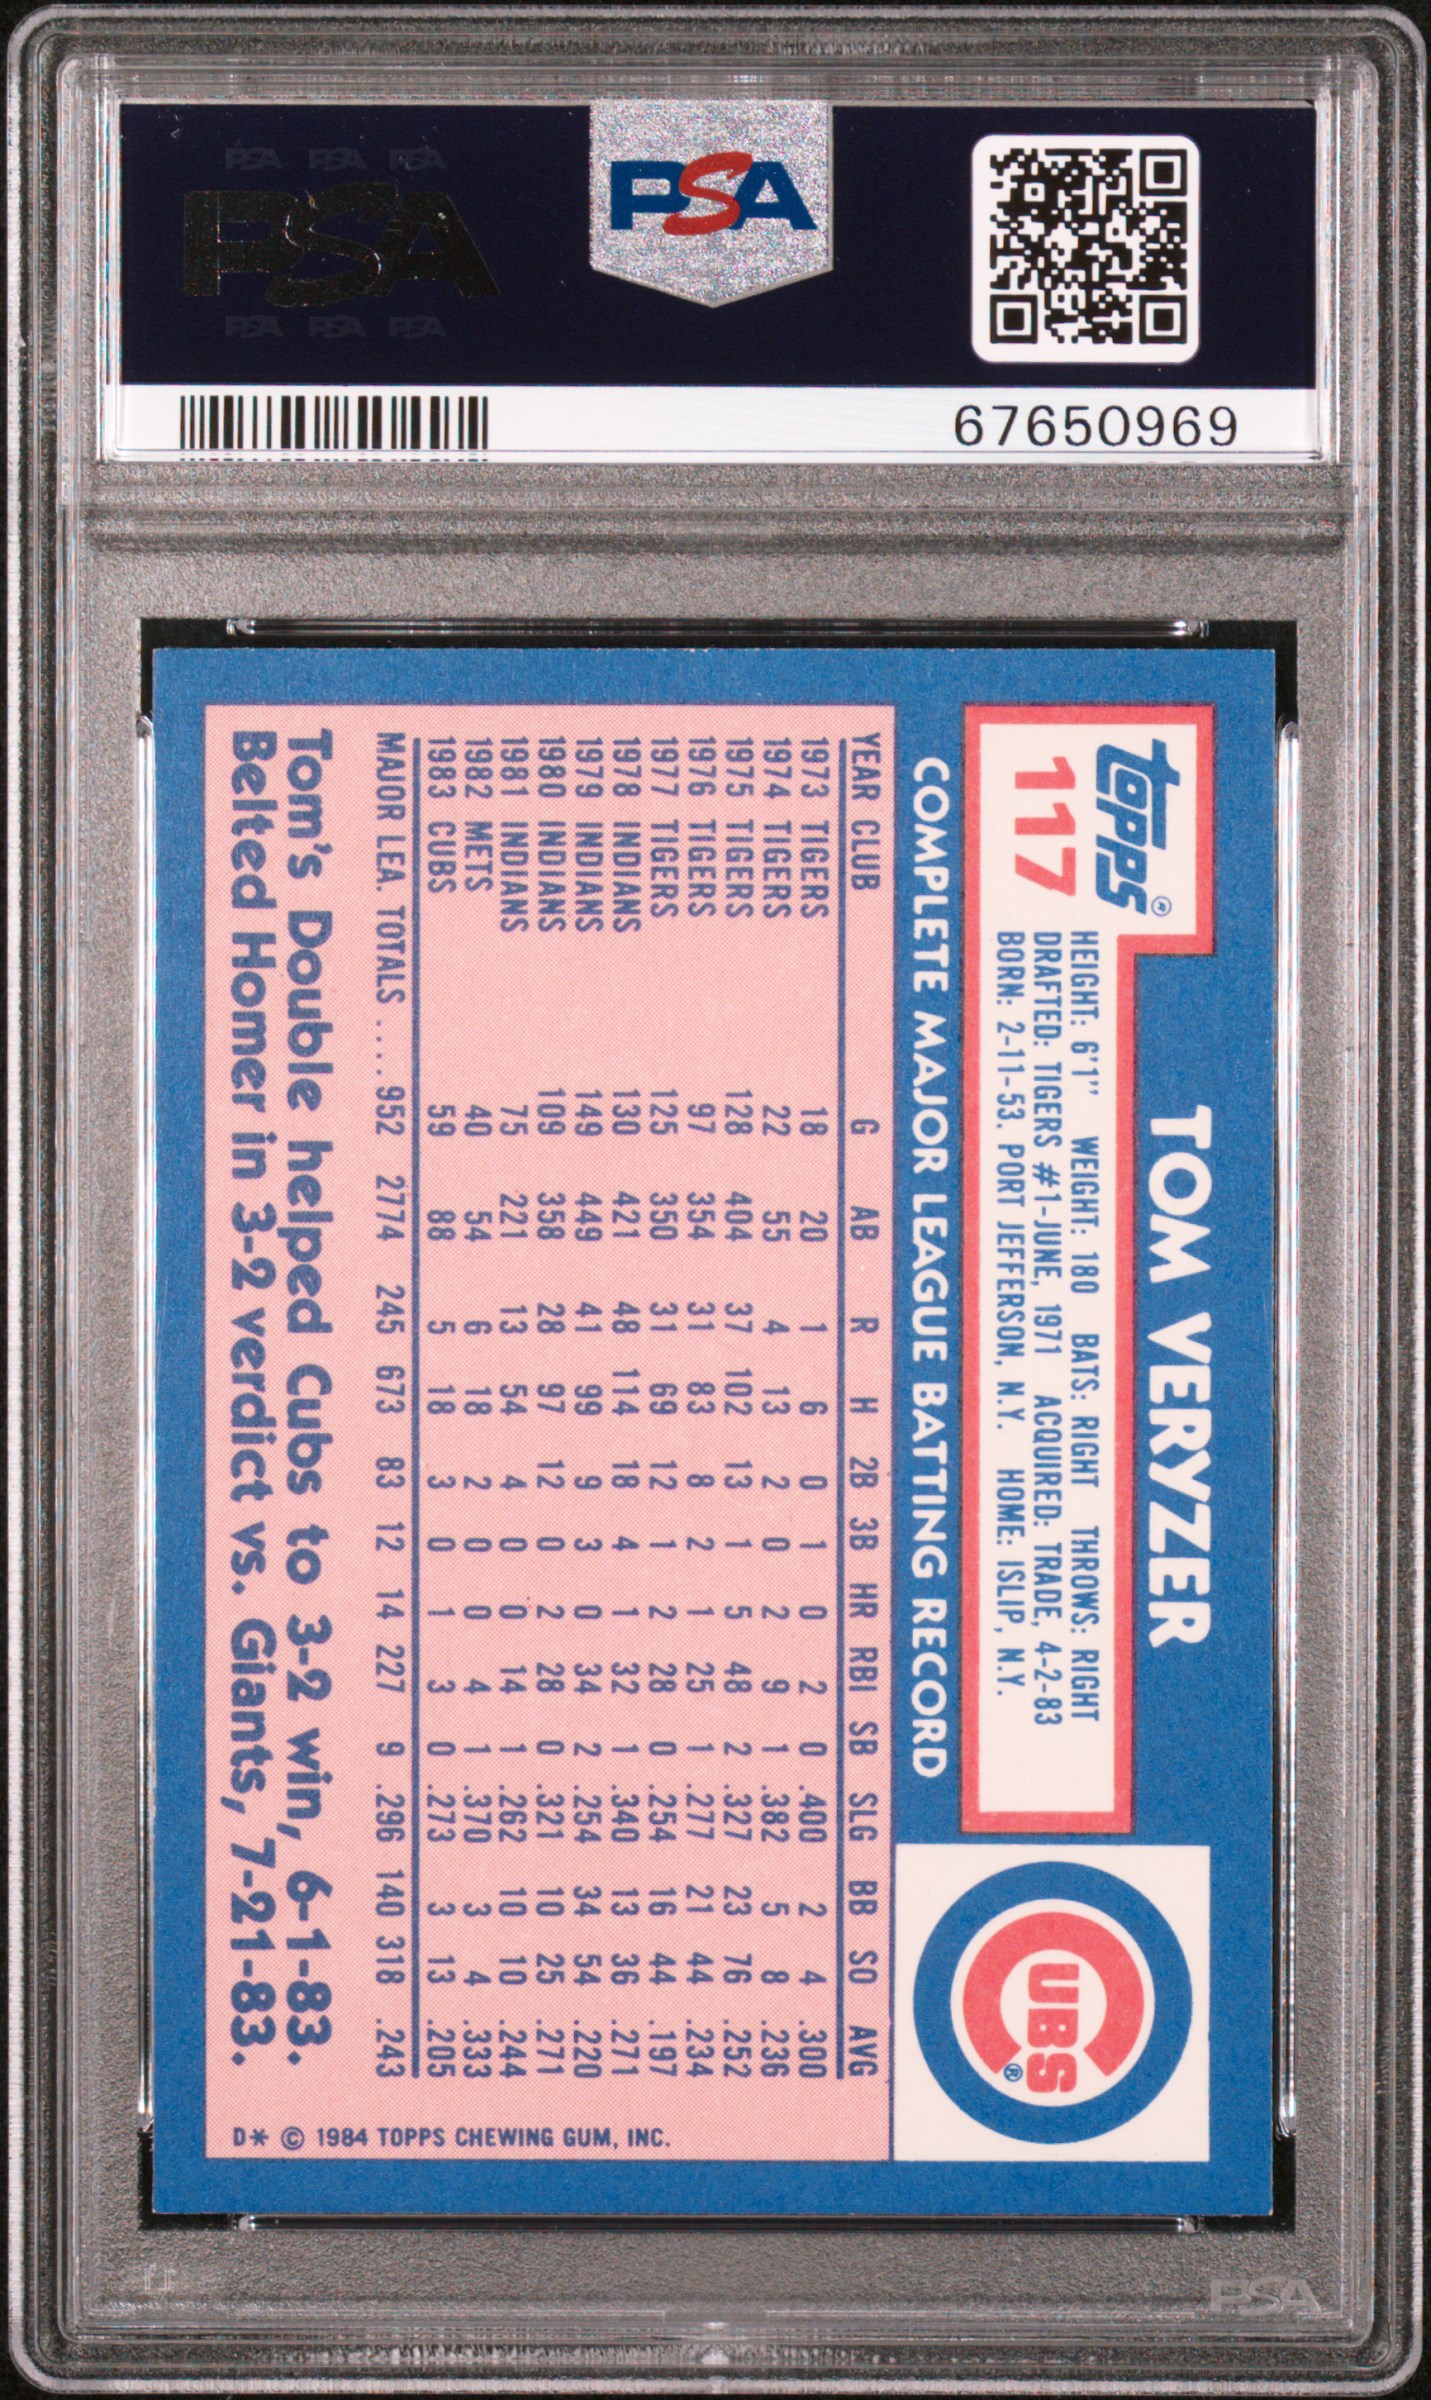 PSA PSA PSA
PSA
PSA PSA PSA
PSA
67650969
topps®
117
TOM VERYZER
HEIGHT: 6'1" WEIGHT: 180 BATS: RIGHT THROWS: RIGHT
DRAFTED: TIGERS #1-JUNE, 1971 ACQUIRED: TRADE, 4-2-83
BORN: 2-11-53, PORT JEFFERSON, N.Y. HOME: ISLIP, N.Y.
CUBS®
COMPLETE MAJOR LEAGUE BATTING RECORD
YEAR CLUB G AB R H 2B 3B HR RBI SB SLG BB SO AVG
1973 TIGERS 18 20 1 6 0 1 0 2 0 .400 2 4 .300
1974 TIGERS 22 55 4 13 2 0 2 9 1 .382 5 8 .236
1975 TIGERS 128 404 37 102 13 1 5 48 2 .327 23 76 .252
1976 TIGERS 97 354 31 83 8 2 1 25 1 .277 21 44 .234
1977 TIGERS 125 350 31 69 12 1 2 28 0 .254 16 44 .197
1978 INDIANS 130 421 48 114 18 4 1 32 1 .340 13 36 .271
1979 INDIANS 149 449 41 99 9 3 0 34 2 .254 34 54 .220
1980 INDIANS 109 358 28 97 12 0 2 28 0 .321 10 25 .271
1981 INDIANS 75 221 13 54 4 0 0 14 1 .262 10 10 .244
1982 METS 40 54 6 18 2 0 0 4 1 .370 3 4 .333
1983 CUBS 59 88 5 18 3 0 1 3 0 .273 3 13 .205
MAJOR LEA. TOTALS .... 952 2774 245 673 83 12 14 227 9 .296 140 318 .243
Tom's Double helped Cubs to 3-2 win, 6-1-83.
Belted Homer in 3-2 verdict vs. Giants, 7-21-83.
D* © 1984 TOPPS CHEWING GUM, INC.
PSA